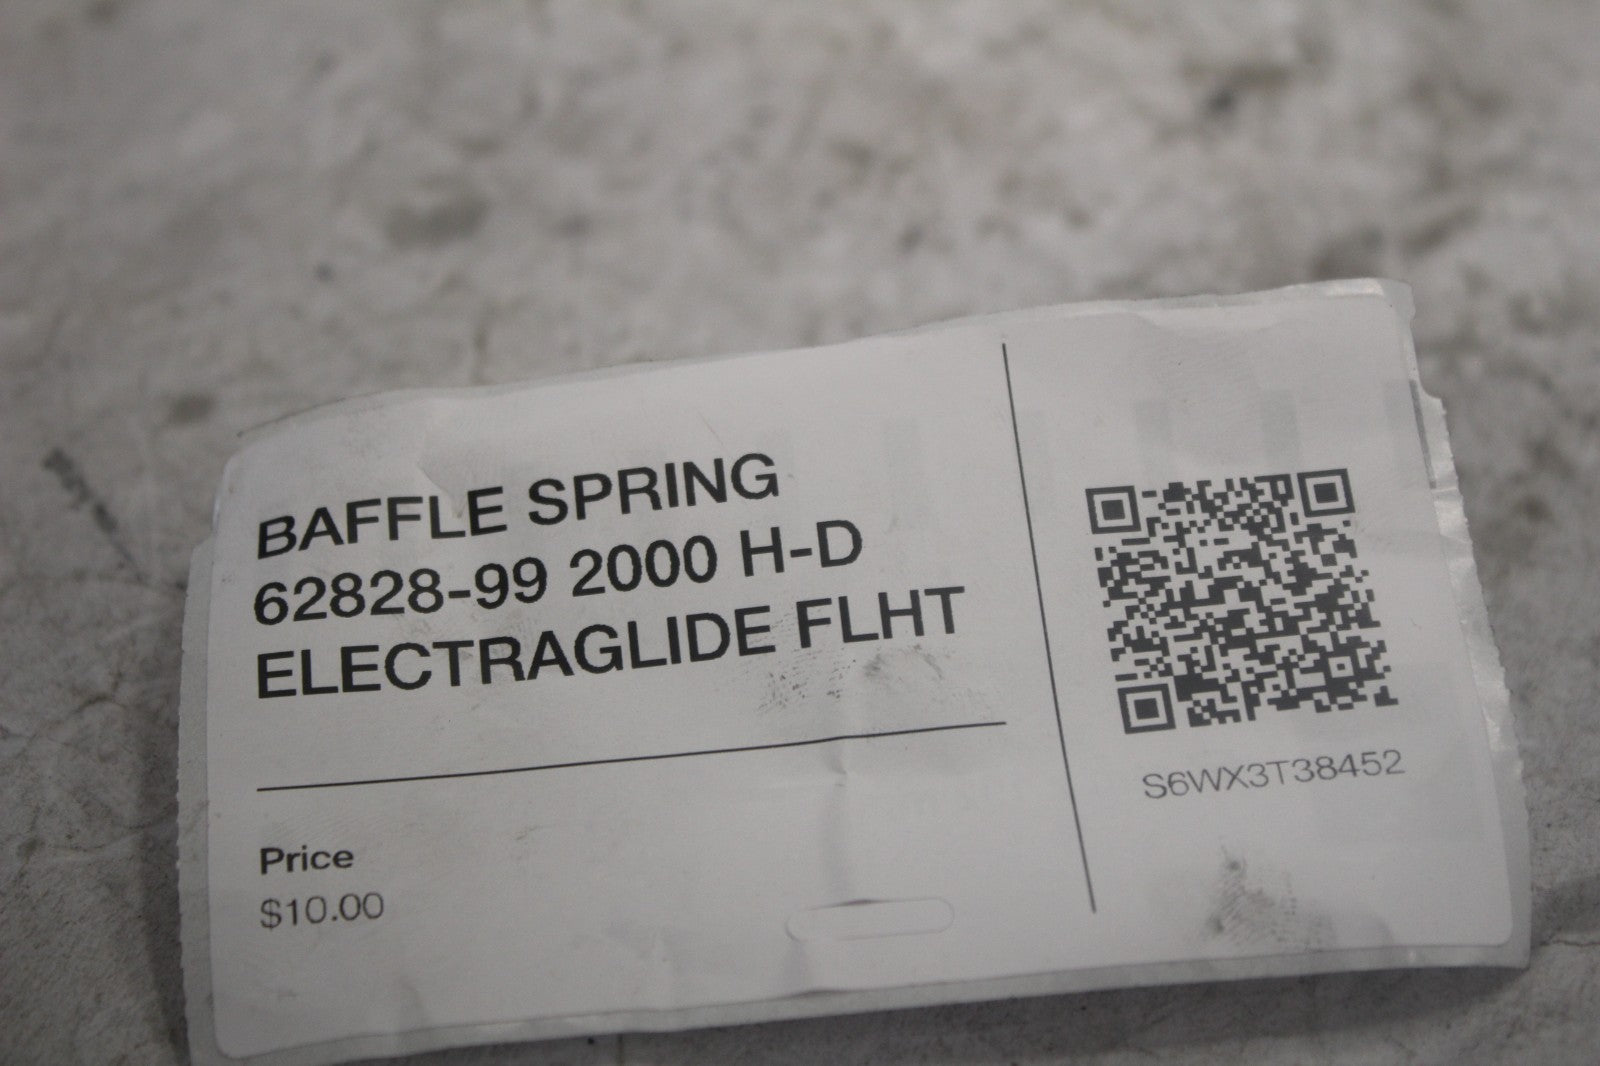 BAFFLE SPRING
62828-99 2000 H-D
ELECTRAGLIDE FLHT
Price
$10.00
S6WX3T38452